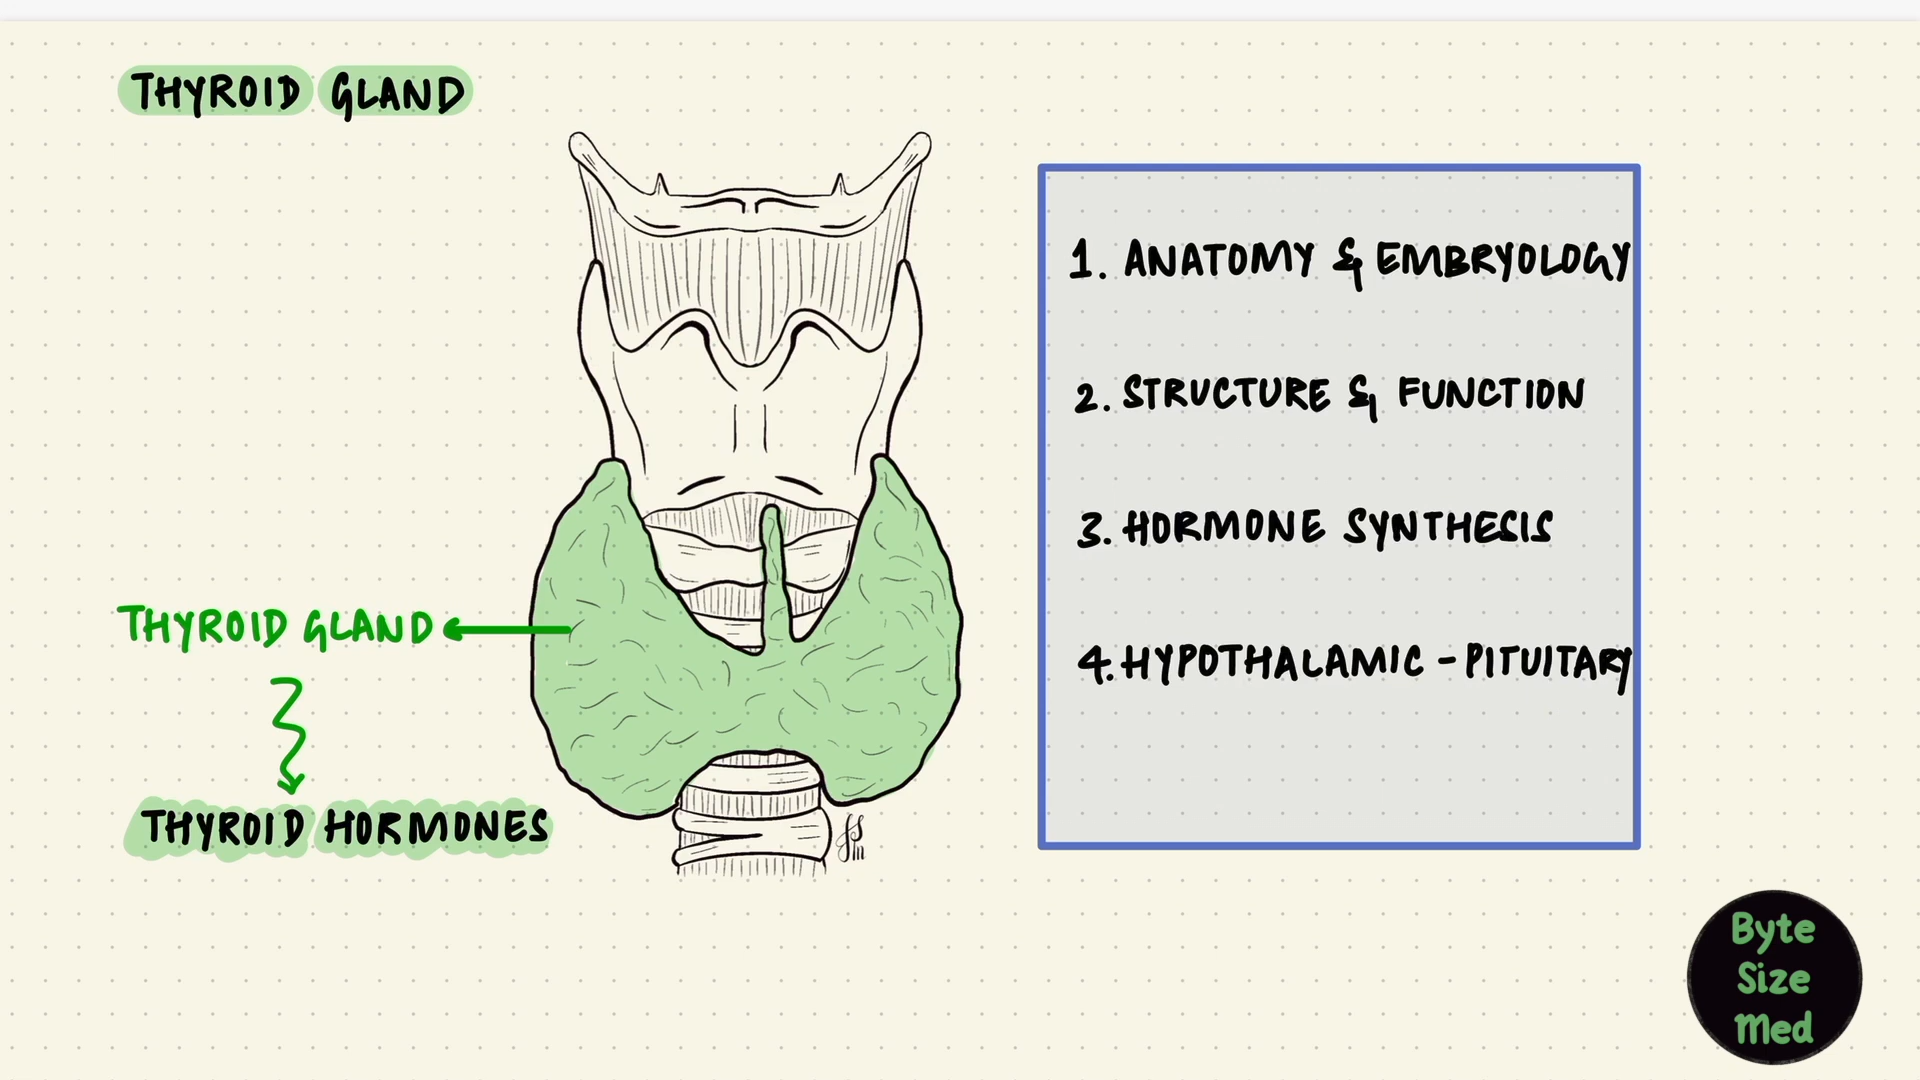 THYROID GLAND
1. ANATOMY & EMBRYOLOGY
2. STRUCTURE & FUNCTION
3. HORMONE SYNTHESIS
4. HYPOTHALAMIC - PITUITARY
THYROID GLAND
THYROID HORMONES
Byte
Size
Med